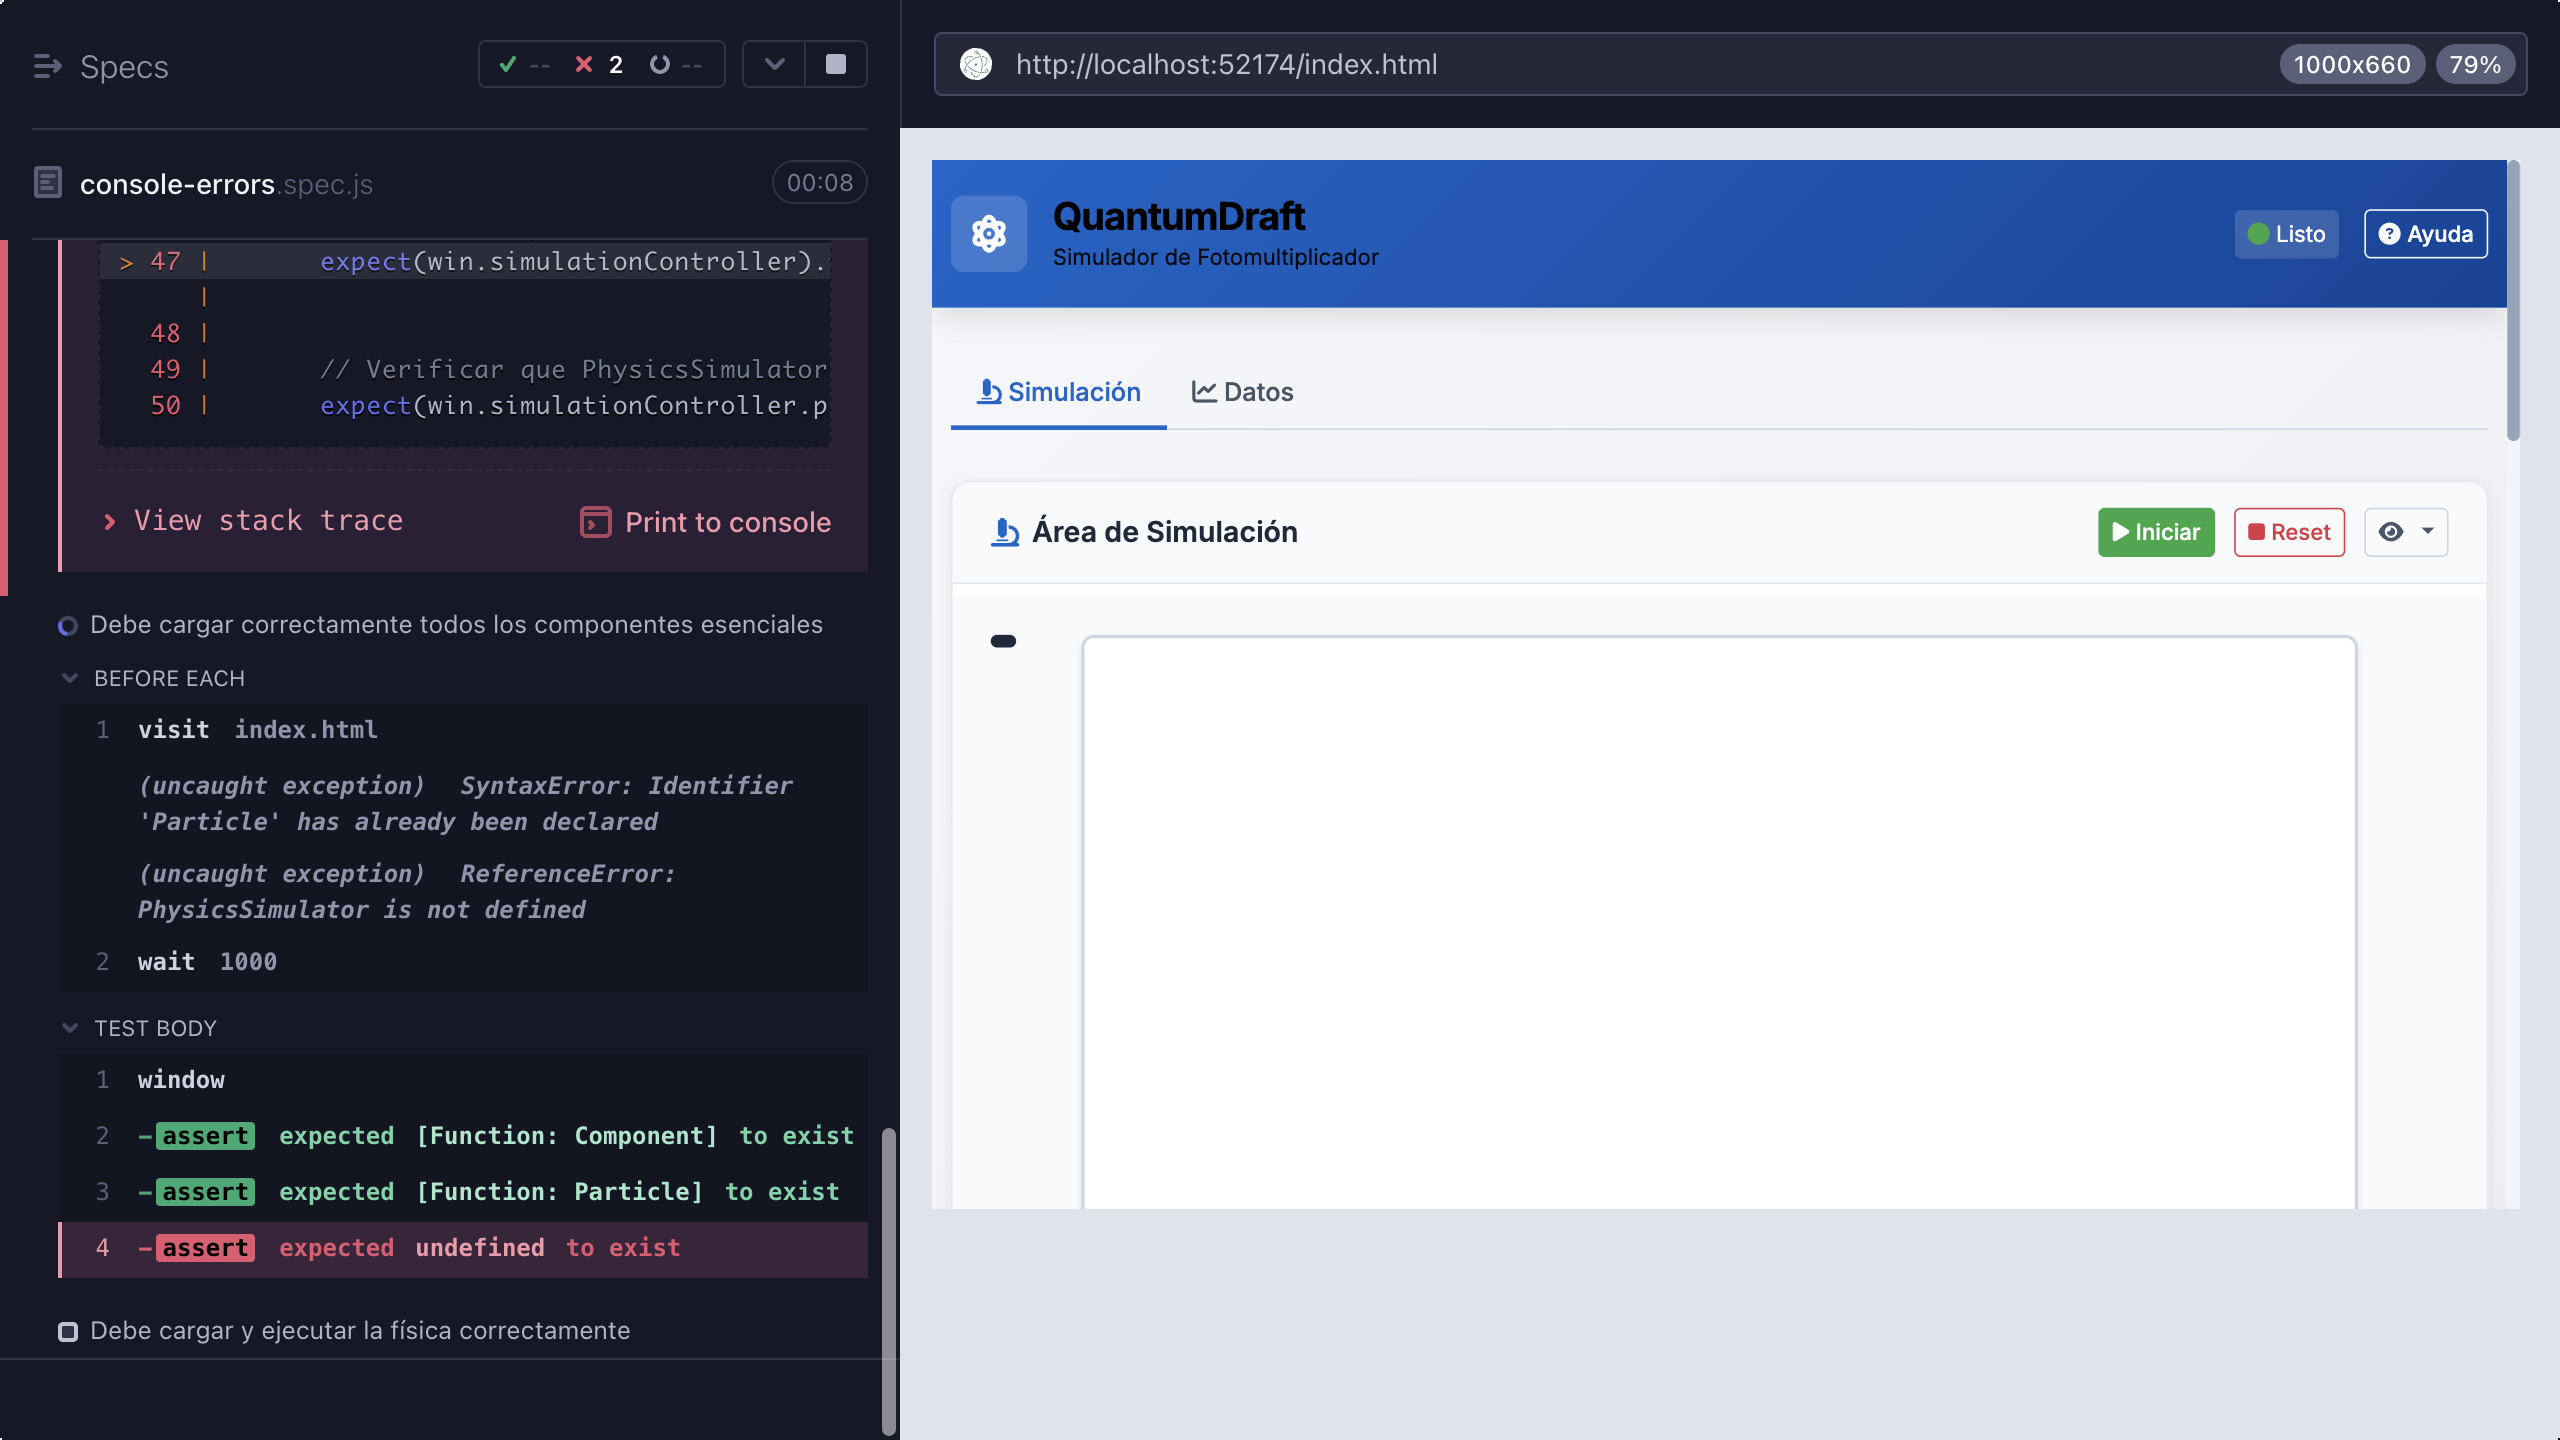 Specs
-- 2 --
console-errors.spec.js
00:08
> 47 | expect(win.simulationController).
|
48 |
49 | // Verificar que PhysicsSimulator
50 | expect(win.simulationController.p
View stack trace
Print to console
Debe cargar correctamente todos los componentes esenciales
BEFORE EACH
1 visit index.html
(uncaught exception) SyntaxError: Identifier
'Particle' has already been declared
(uncaught exception) ReferenceError:
PhysicsSimulator is not defined
2 wait 1000
TEST BODY
1 window
2 -assert expected [Function: Component] to exist
3 -assert expected [Function: Particle] to exist
4 -assert expected undefined to exist
Debe cargar y ejecutar la física correctamente
http://localhost:52174/index.html
1000x660
79%
QuantumDraft
Simulador de Fotomultiplicador
Listo
Ayuda
Simulación
Datos
Área de Simulación
Iniciar
Reset